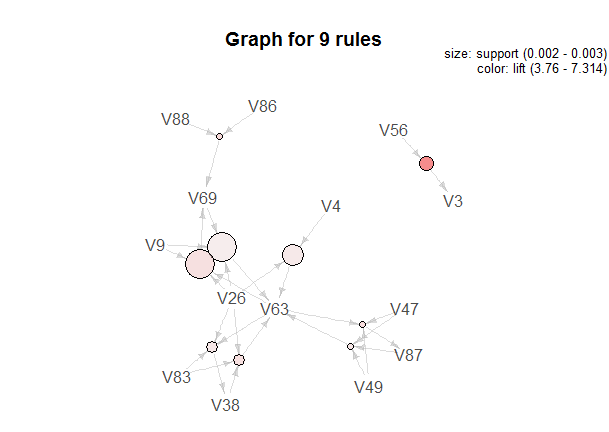 Graph for 9 rules
size: support (0.002 - 0.003)
color: lift (3.76 - 7.314)
V86
V88
V56
V69
V3
V4
V9
V26
V63
V47
V87
V83
V49
V38